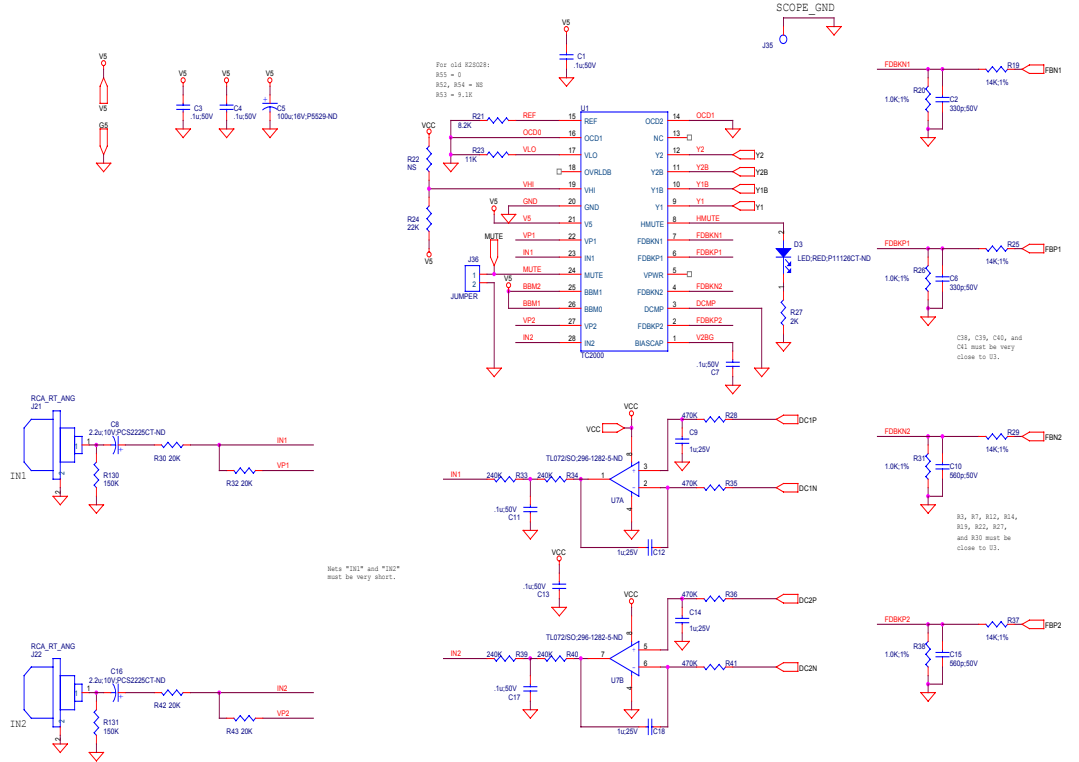 SCOPE_GND
J35
V5
V5
G5
V5
C3
.1u;50V
V5
C4
.1u;50V
V5
C5
100u;16V;P5529-ND
V5
C1
.1u;50V
For old K2S028:
R55 = 0
R52, R54 = NS
R53 = 9.1K
VCC
R22
NS
R24
22K
V5
R21
8.2K
R23
11K
REF
OCD0
VLO
VHI
GND
V5
V5
VP1
IN1
MUTE
BBM2
BBM1
VP2
IN2
MUTE
J36
1
2
JUMPER
V5
U1
15 REF
16 OCD1
17 VLO
18 OVRLDB
19 VHI
20 GND
21 V5
22 VP1
23 IN1
24 MUTE
25 BBM1
26 BBM0
27 VP2
28 IN2
OCD2 14 OCD1
NC 13
Y2 12 Y2 Y2
Y2B 11 Y2B Y2B
Y1B 10 Y1B Y1B
Y1 9 Y1 Y1
HMUTE 8 HMUTE
FDBKN1 7 FDBKN1
FDBKP1 6 FDBKP1
VPWR 5
FDBKN2 4 FDBKN2
DCMP 3 DCMP
FDBKP2 2 FDBKP2
BIASCAP 1 V2BG
TC2000
.1u;50V
C7
2
D3
LED;RED;P11126CT-ND
1
R27
2K
FDBKN1
R19
14K;1%
FBN1
R20
1.0K;1%
C2
330p;50V
FDBKP1
R25
14K;1%
FBP1
R26
1.0K;1%
C6
330p;50V
C38, C39, C40, and
C41 must be very
close to U3.
FDBKN2
R29
14K;1%
FBN2
R31
1.0K;1%
C10
560p;50V
R3, R7, R12, R14,
R19, R22, R27,
and R30 must be
close to U3.
FDBKP2
R37
14K;1%
FBP2
R38
1.0K;1%
C15
560p;50V
RCA_RT_ANG
J21
IN1
1
2
2
C8
2.2u;10V;PCS2225CT-ND
R130
150K
R30 20K
IN1
VP1
R32 20K
Nets "IN1" and "IN2"
must be very short.
RCA_RT_ANG
J22
IN2
1
2
2
C16
2.2u;10V;PCS2225CT-ND
R131
150K
R42 20K
IN2
VP2
R43 20K
VCC
VCC
470K R28
DC1P
C9
1u;25V
TL072/SO;296-1282-5-ND
IN1
240K R33 240K R34
1
8
3
2
4
U7A
470K R35
DC1N
.1u;50V
C11
1u;25V C12
VCC
.1u;50V
C13
VCC
470K R36
DC2P
C14
1u;25V
TL072/SO;296-1282-5-ND
IN2
240K R39 240K R40
7
8
5
6
4
U7B
470K R41
DC2N
.1u;50V
C17
1u;25V C18